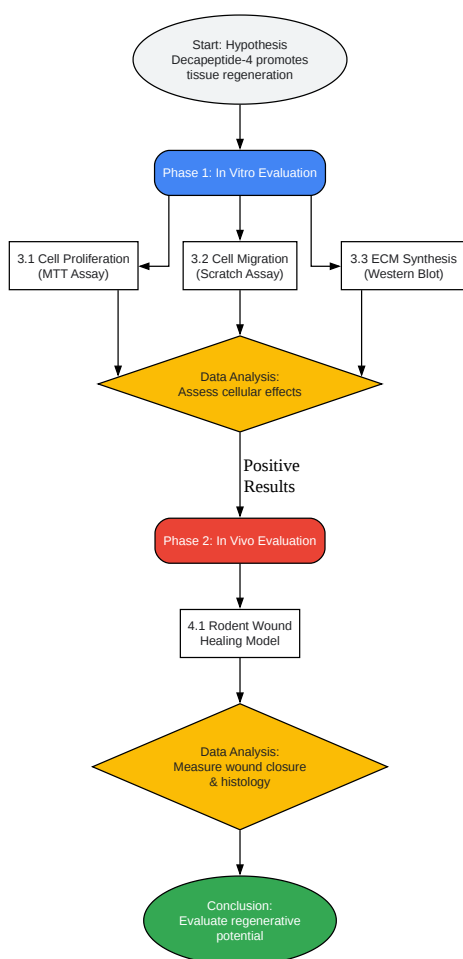 Start: Hypothesis
Decapeptide-4 promotes
tissue regeneration
Phase 1: In Vitro Evaluation
3.1 Cell Proliferation
(MTT Assay)
3.2 Cell Migration
(Scratch Assay)
3.3 ECM Synthesis
(Western Blot)
Data Analysis:
Assess cellular effects
Positive
Results
Phase 2: In Vivo Evaluation
4.1 Rodent Wound
Healing Model
Data Analysis:
Measure wound closure
& histology
Conclusion:
Evaluate regenerative
potential